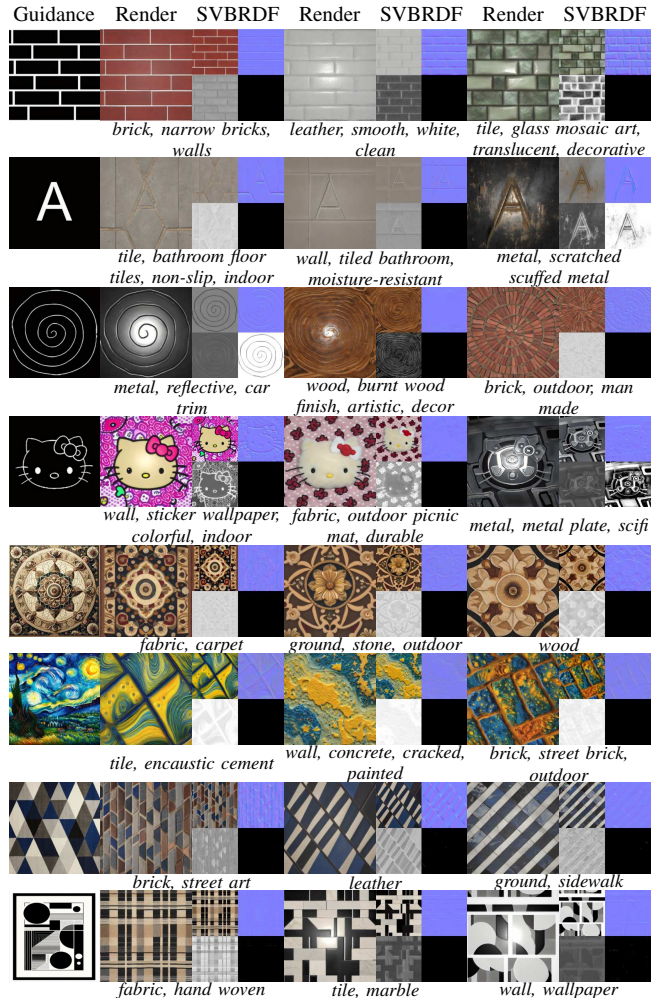 Guidance Render SVBRDF Render SVBRDF Render SVBRDF
brick, narrow bricks, walls
leather, smooth, white, clean
tile, glass mosaic art, translucent, decorative
A
tile, bathroom floor tiles, non-slip, indoor
wall, tiled bathroom, moisture-resistant
metal, scratched scuffed metal
metal, reflective, car trim
wood, burnt wood finish, artistic, decor
brick, outdoor, man made
wall, sticker wallpaper, colorful, indoor
fabric, outdoor picnic mat, durable
metal, metal plate, scifi
fabric, carpet
ground, stone, outdoor
wood
tile, encaustic cement
wall, concrete, cracked, painted
brick, street brick, outdoor
brick, street art
leather
ground, sidewalk
fabric, hand woven
tile, marble
wall, wallpaper